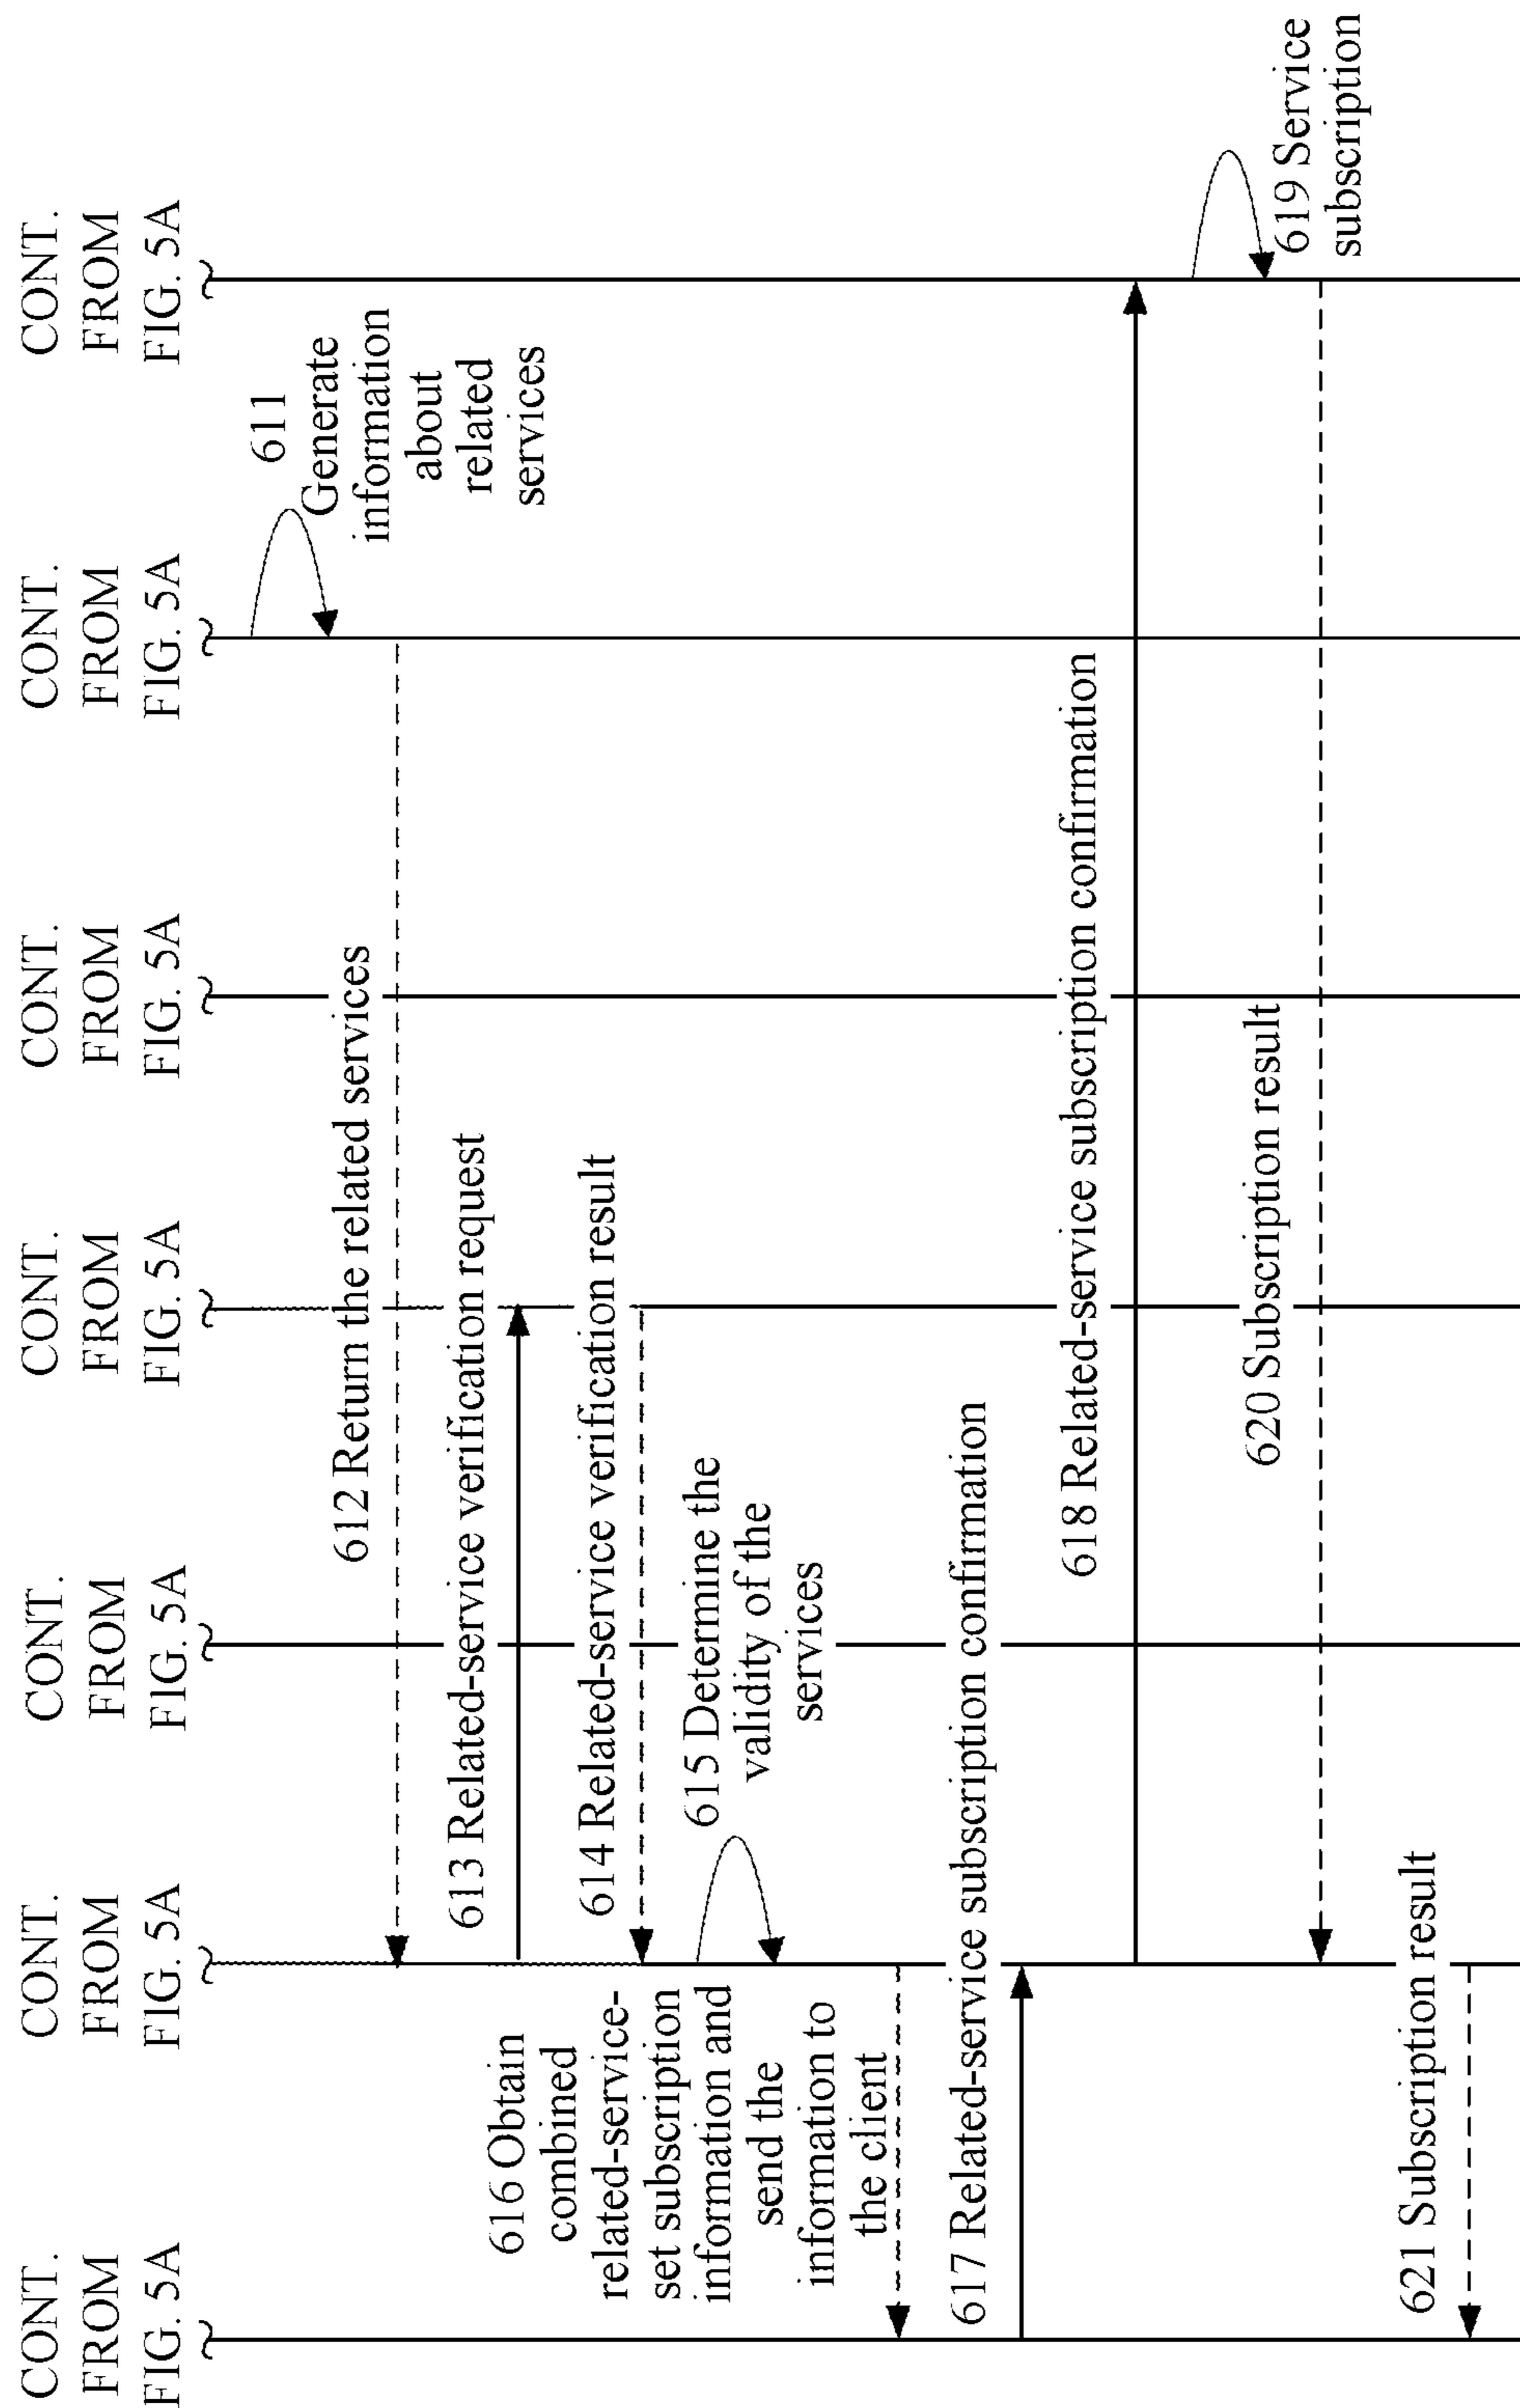 CONT.
FROM
FIG. 5A
CONT.
FROM
FIG. 5A
CONT.
FROM
FIG. 5A
CONT.
FROM
FIG. 5A
CONT.
FROM
FIG. 5A
CONT.
FROM
FIG. 5A
CONT.
FROM
FIG. 5A
611
Generate
information
about
related
services
612 Return the related services
613 Related-service verification request
614 Related-service verification result
615 Determine the
validity of the
services
616 Obtain
combined
related-service-
set subscription
information and
send the
information to
the client
617 Related-service subscription confirmation
618 Related-service subscription confirmation
619 Service
subscription
620 Subscription result
621 Subscription result